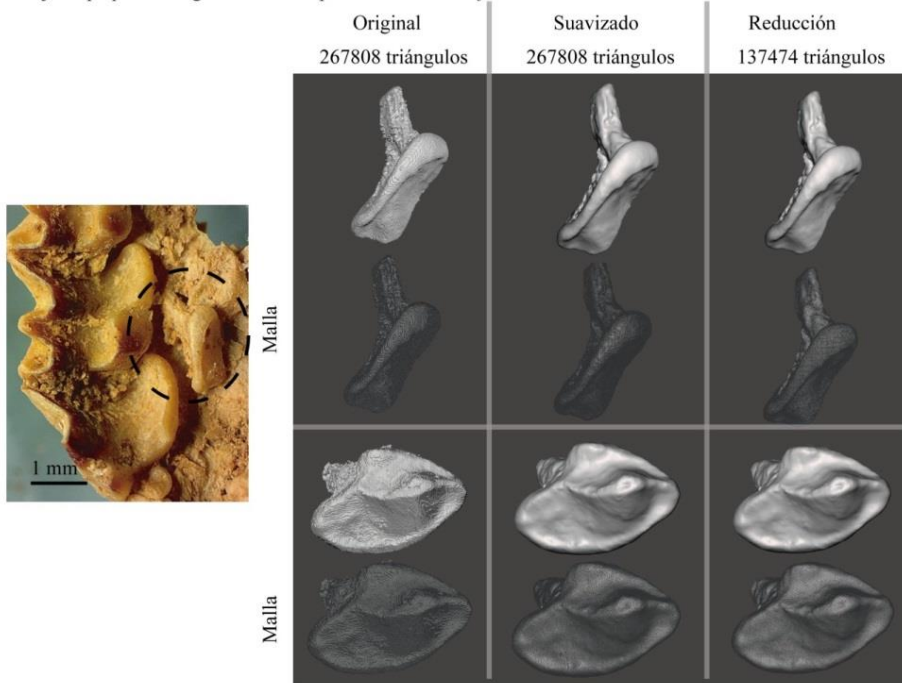 Original
267808 triángulos
Suavizado
267808 triángulos
Reducción
137474 triángulos
Malla
1 mm
Malla